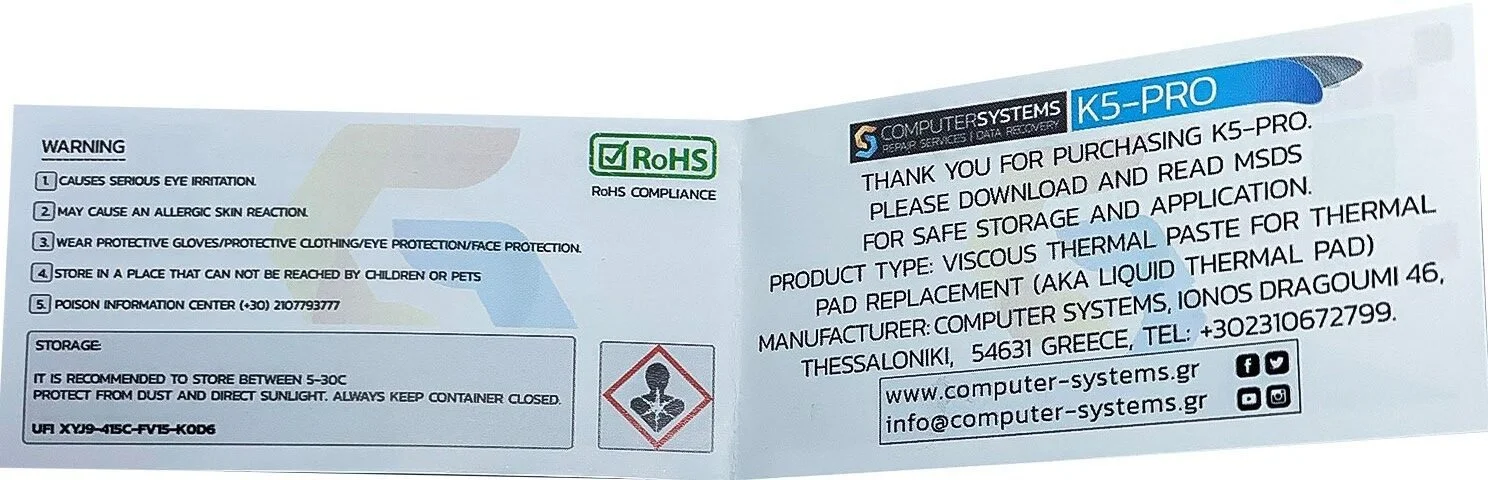 WARNING
1. CAUSES SERIOUS EYE IRRITATION.
2. MAY CAUSE AN ALLERGIC SKIN REACTION.
3. WEAR PROTECTIVE GLOVES/PROTECTIVE CLOTHING/EYE PROTECTION/FACE PROTECTION.
4. STORE IN A PLACE THAT CAN NOT BE REACHED BY CHILDREN OR PETS
5. POISON INFORMATION CENTER (+30) 2107793777
RoHS
RoHS COMPLIANCE
STORAGE:
IT IS RECOMMENDED TO STORE BETWEEN 5-30C
PROTECT FROM DUST AND DIRECT SUNLIGHT. ALWAYS KEEP CONTAINER CLOSED.
UFI XYJ9-415C-FV15-K0D6
COMPUTERSYSTEMS
REPAIR SERVICES | DATA RECOVERY
K5-PRO
THANK YOU FOR PURCHASING K5-PRO.
PLEASE DOWNLOAD AND READ MSDS
FOR SAFE STORAGE AND APPLICATION.
PRODUCT TYPE: VISCOUS THERMAL PASTE FOR THERMAL
PAD REPLACEMENT (AKA LIQUID THERMAL PAD)
MANUFACTURER: COMPUTER SYSTEMS, IONOS DRAGOUMI 46,
THESSALONIKI, 54631 GREECE, TEL: +302310672799.
www.computer-systems.gr
info@computer-systems.gr